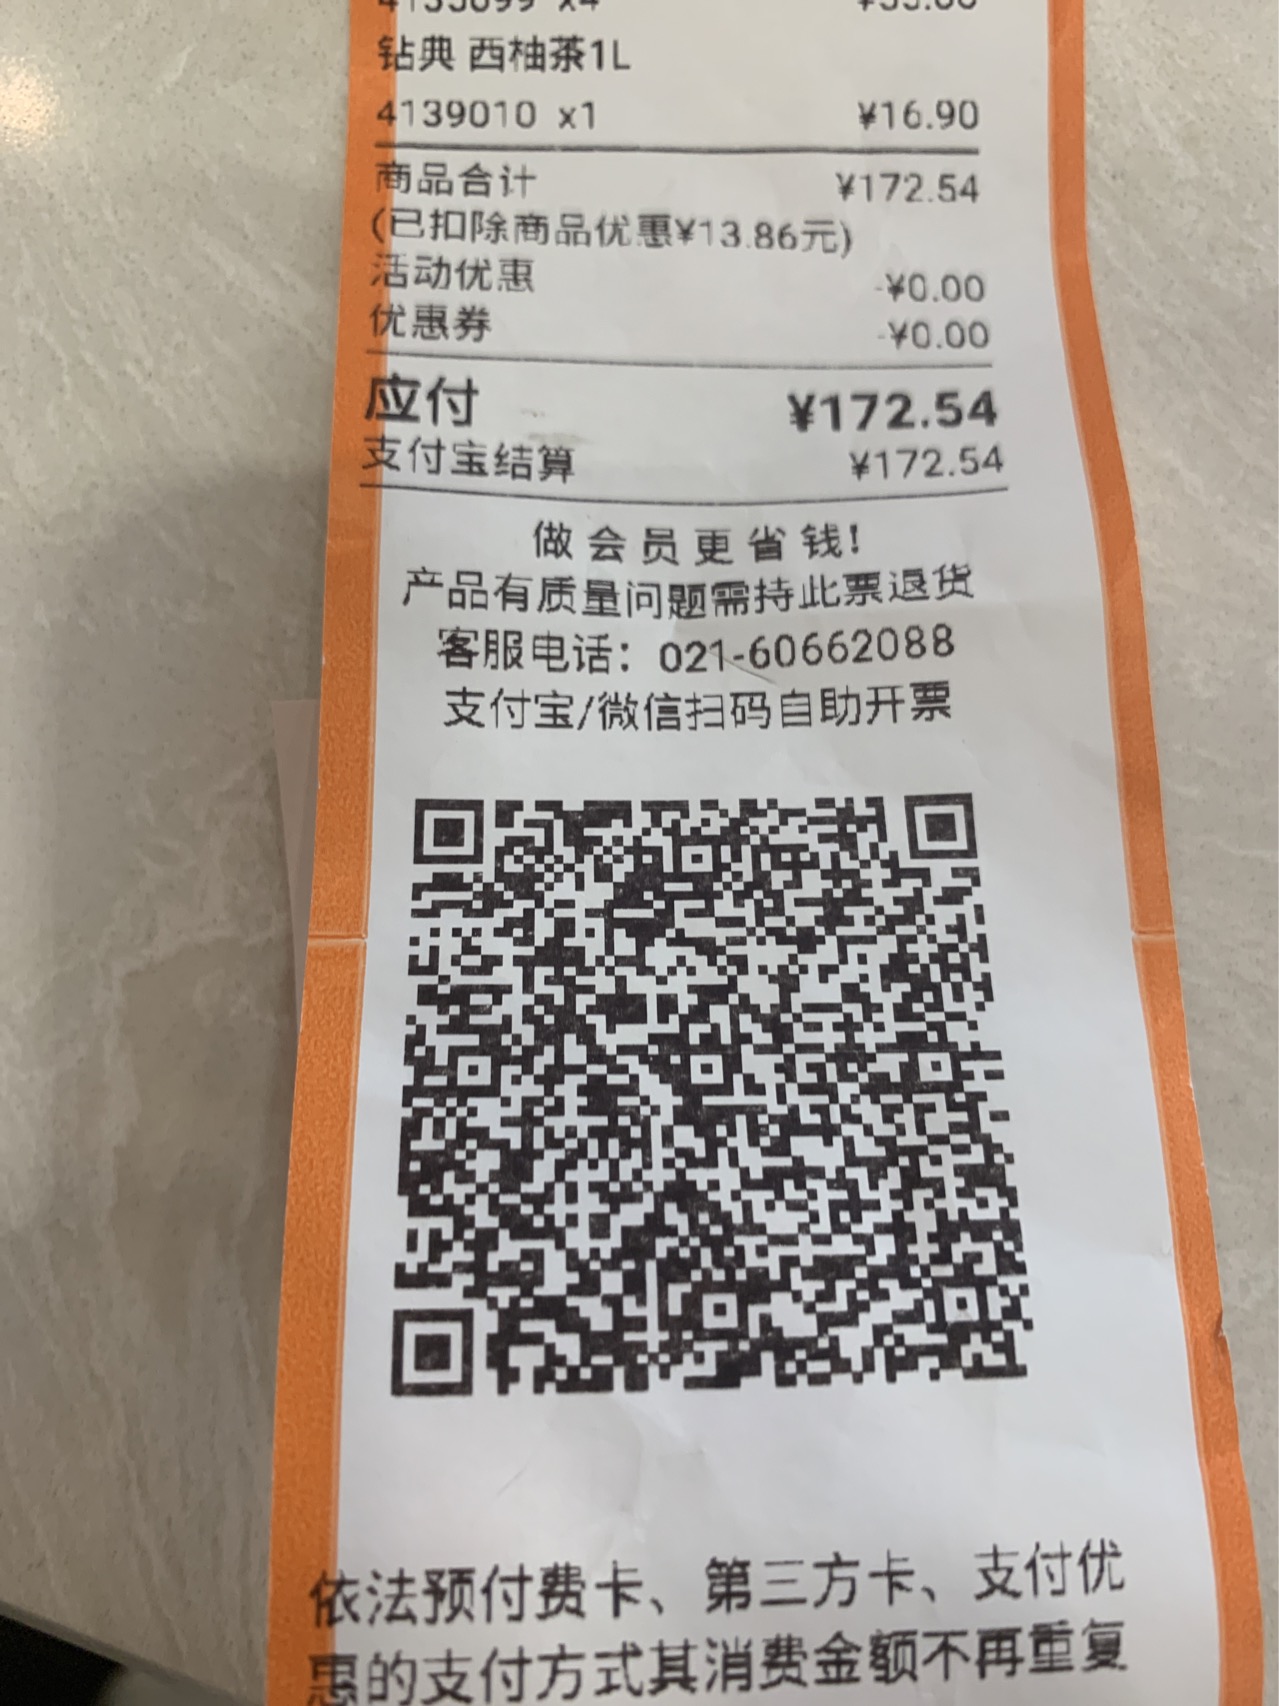 钻典 西柚茶1L
4139010 x1 ¥16.90
商品合计 ¥172.54
(已扣除商品优惠¥13.86元)
活动优惠 -¥0.00
优惠券 -¥0.00
应付 ¥172.54
支付宝结算 ¥172.54
做会员更省钱!
产品有质量问题需持此票退货
客服电话：021-60662088
支付宝/微信扫码自助开票
依法预付费卡、第三方卡、支付优
惠的支付方式其消费金额不再重复